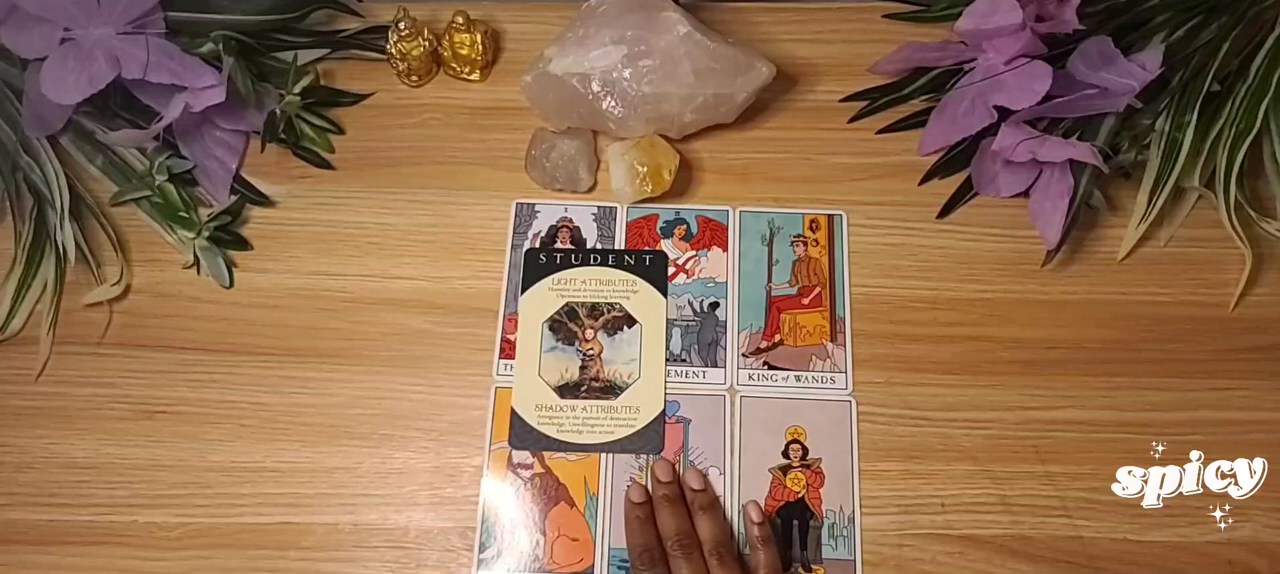 I
STUDENT
LIGHT ATTRIBUTES
Humility and devotion to knowledge.
Openness to lifelong learning.
TH
EMENT
KING of WANDS
SHADOW ATTRIBUTES
Arrogance in the pursuit of destructive
knowledge. Unwillingness to translate
knowledge into action.
spicy